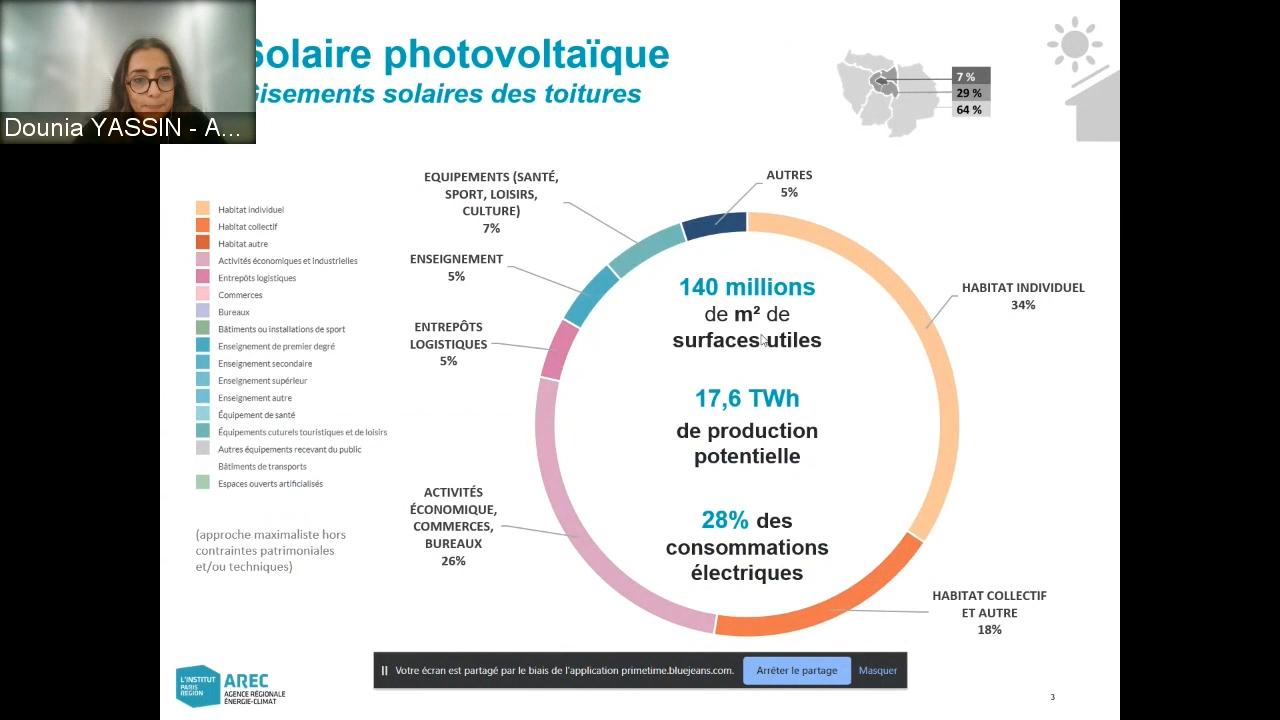 Dounia YASSIN - A...
Solaire photovoltaïque
Gisements solaires des toitures
7 %
29 %
64 %
Habitat individuel
Habitat collectif
Habitat autre
Activités économiques et industrielles
Entrepôts logistiques
Commerces
Bureaux
Bâtiments ou installations de sport
Enseignement de premier degré
Enseignement secondaire
Enseignement supérieur
Enseignement autre
Équipement de santé
Équipements cuturels touristiques et de loisirs
Autres équipements recevant du public
Bâtiments de transports
Espaces ouverts artificialisés
(approche maximaliste hors
contraintes patrimoniales
et/ou techniques)
EQUIPEMENTS (SANTÉ,
SPORT, LOISIRS,
CULTURE)
7%
AUTRES
5%
ENSEIGNEMENT
5%
ENTREPÔTS
LOGISTIQUES
5%
ACTIVITÉS
ÉCONOMIQUE,
COMMERCES,
BUREAUX
26%
HABITAT INDIVIDUEL
34%
HABITAT COLLECTIF
ET AUTRE
18%
140 millions
de m² de
surfaces utiles
17,6 TWh
de production
potentielle
28% des
consommations
électriques
Votre écran est partagé par le biais de l'application primetime.bluejeans.com.
Arrêter le partage
Masquer
L'INSTITUT
PARIS
REGION
AREC
AGENCE RÉGIONALE
ÉNERGIE-CLIMAT
3